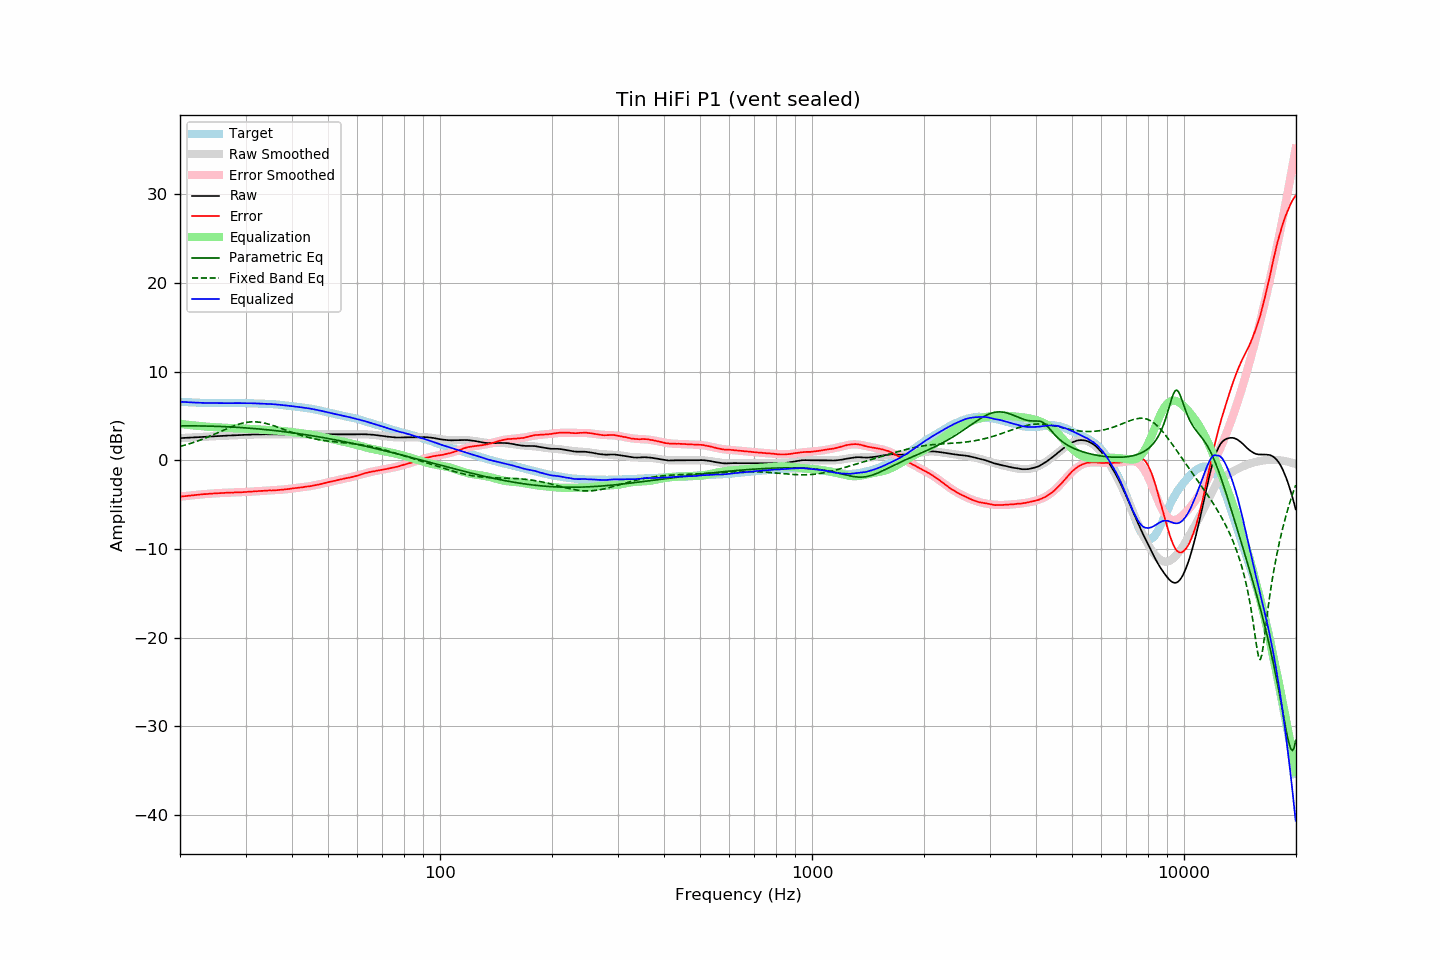 Tin HiFi P1 (vent sealed)
Target
Raw Smoothed
Error Smoothed
Raw
Error
Equalization
Parametric Eq
Fixed Band Eq
Equalized
30
20
10
0
−10
−20
−30
−40
Amplitude (dBr)
100
1000
10000
Frequency (Hz)